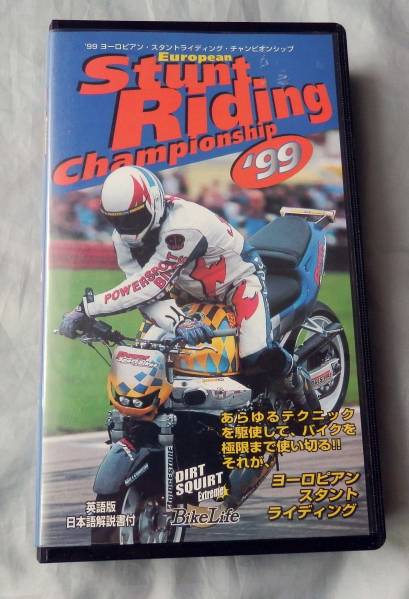 '99 ヨーロピアン・スタントライディング・チャンピオンシップ
European
Stunt
Riding
Championship
'99
POWERSPORT
BIKE
あらゆるテクニック
を駆使して、バイクを
極限まで使い切る!!
それが、
ヨーロピアン
スタント
ライディング
BRIDGESTONE
DIRT
SQUIRT
Extreme
BikeLife
英語版
日本語解説書付